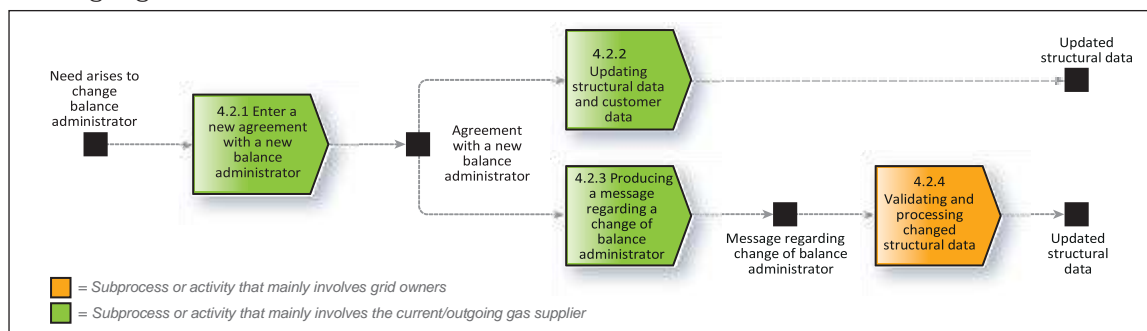 Need arises to
change
balance
administrator
4.2.1 Enter a
new agreement
with a new
balance
administrator
Agreement
with a new
balance
administrator
4.2.2
Updating
structural data
and customer
data
Updated
structural data
4.2.3 Producing
a message
regarding a
change of
balance
administrator
Message regarding
change of balance
administrator
4.2.4
Validating and
processing
changed
structural data
Updated
structural
data
= Subprocess or activity that mainly involves grid owners
= Subprocess or activity that mainly involves the current/outgoing gas supplier